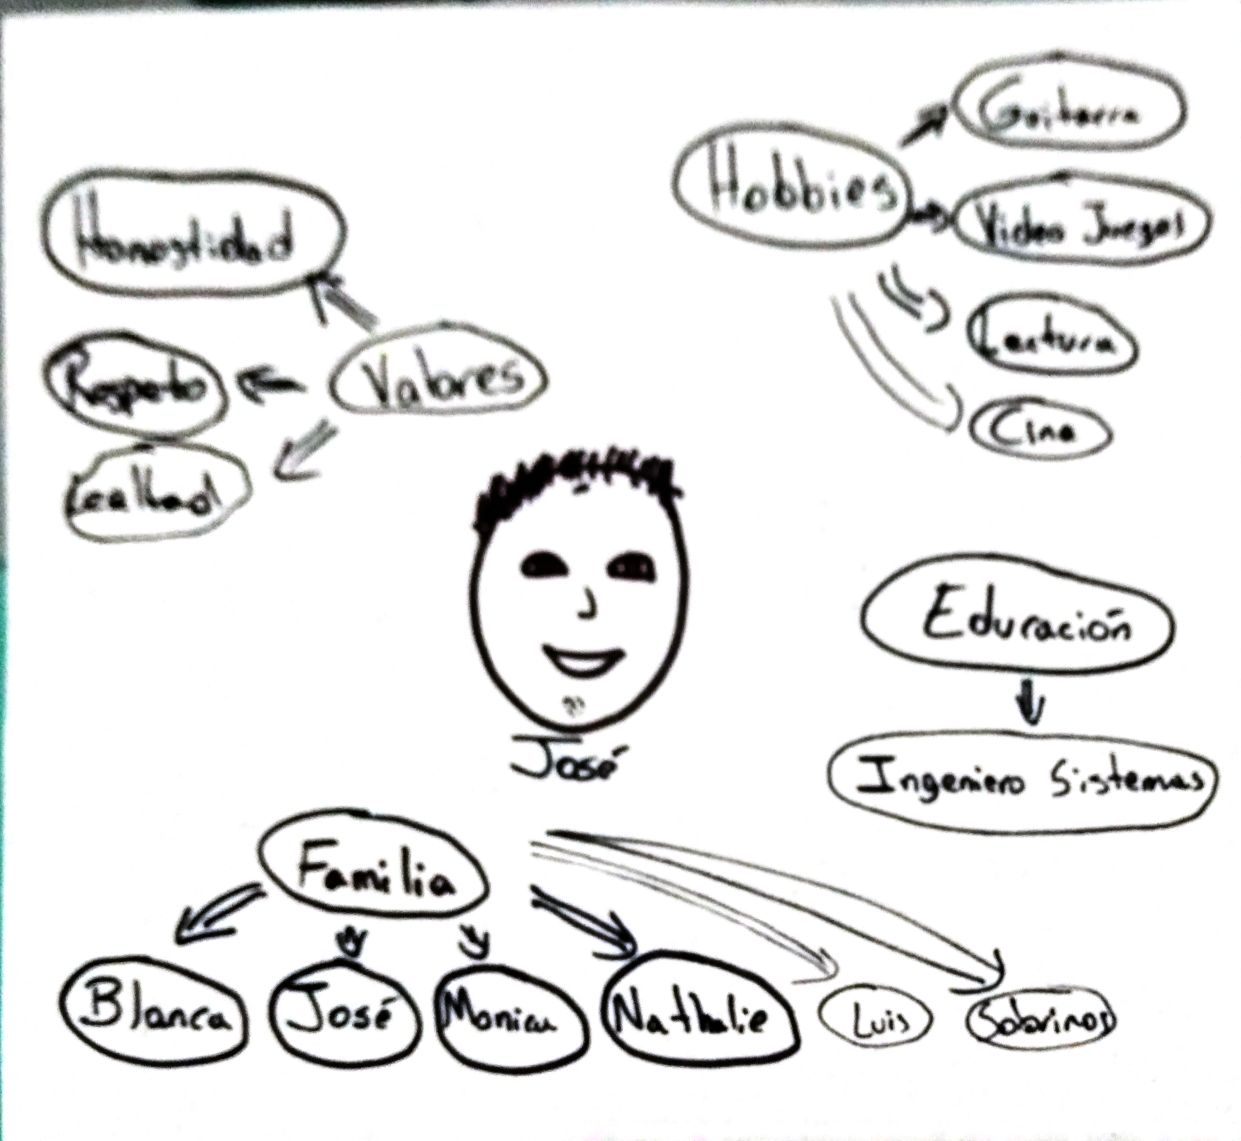 Guitarra
Hobbies
Video Juegos
Honestidad
Lectura
Respeto
Valores
Cine
Lealtad
Educación
José
Ingeniero Sistemas
Familia
Blanca
José
Monica
Nathalie
Luis
Sobrinos